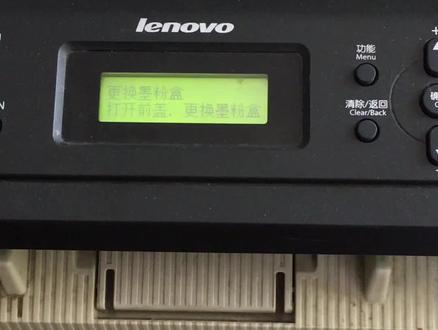 lenovo
更换墨粉盒
打开前盖，更换墨粉盒
功能
Menu
清除/返回
Clear/Back